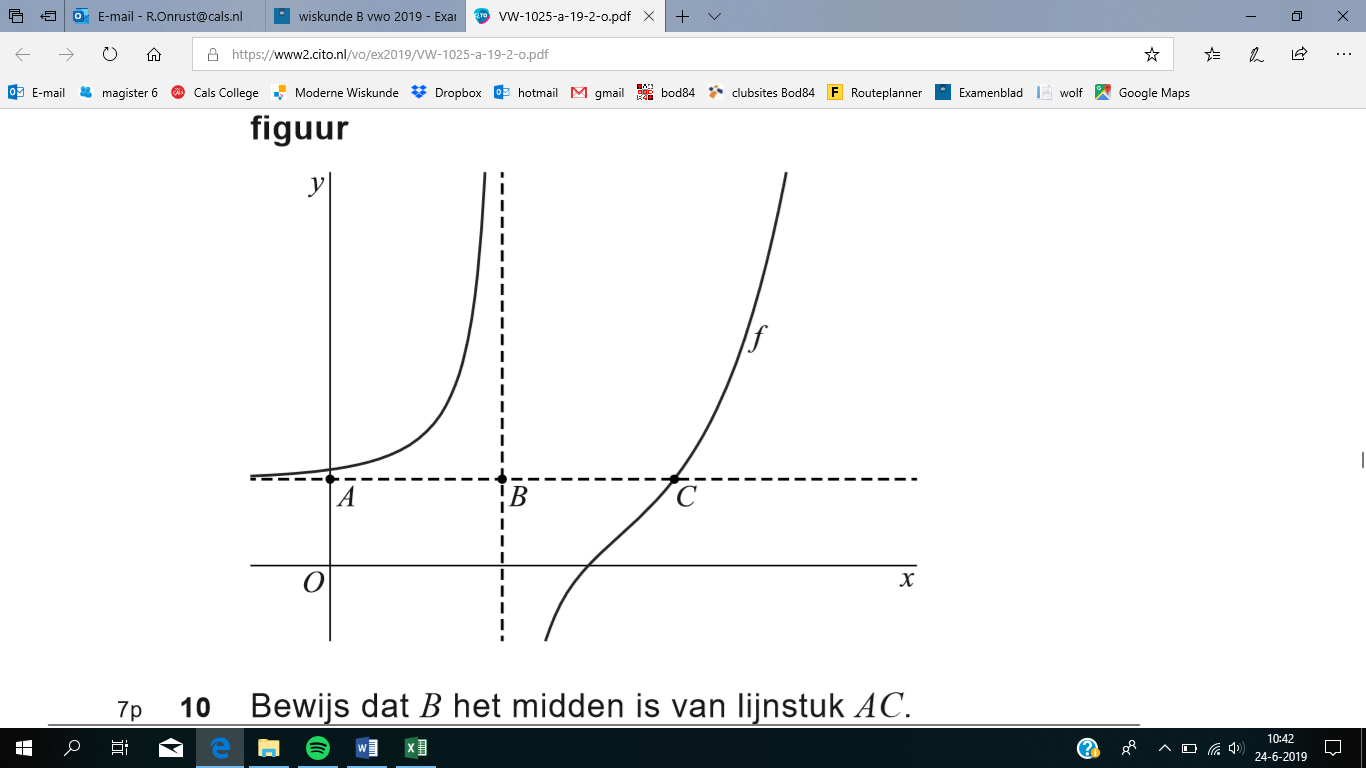 E-mail - R.Onrust@cals.nl
wiskunde B vwo 2019 - Exar
VW-1025-a-19-2-o.pdf
https://www2.cito.nl/vo/ex2019/VW-1025-a-19-2-o.pdf
E-mail magister 6 Cals College Moderne Wiskunde Dropbox hotmail gmail bod84 clubsites Bod84 Routeplanner Examenblad wolf Google Maps
figuur
y
f
A B C
O x
7p 10 Bewijs dat B het midden is van lijnstuk AC.
10:42
24-6-2019